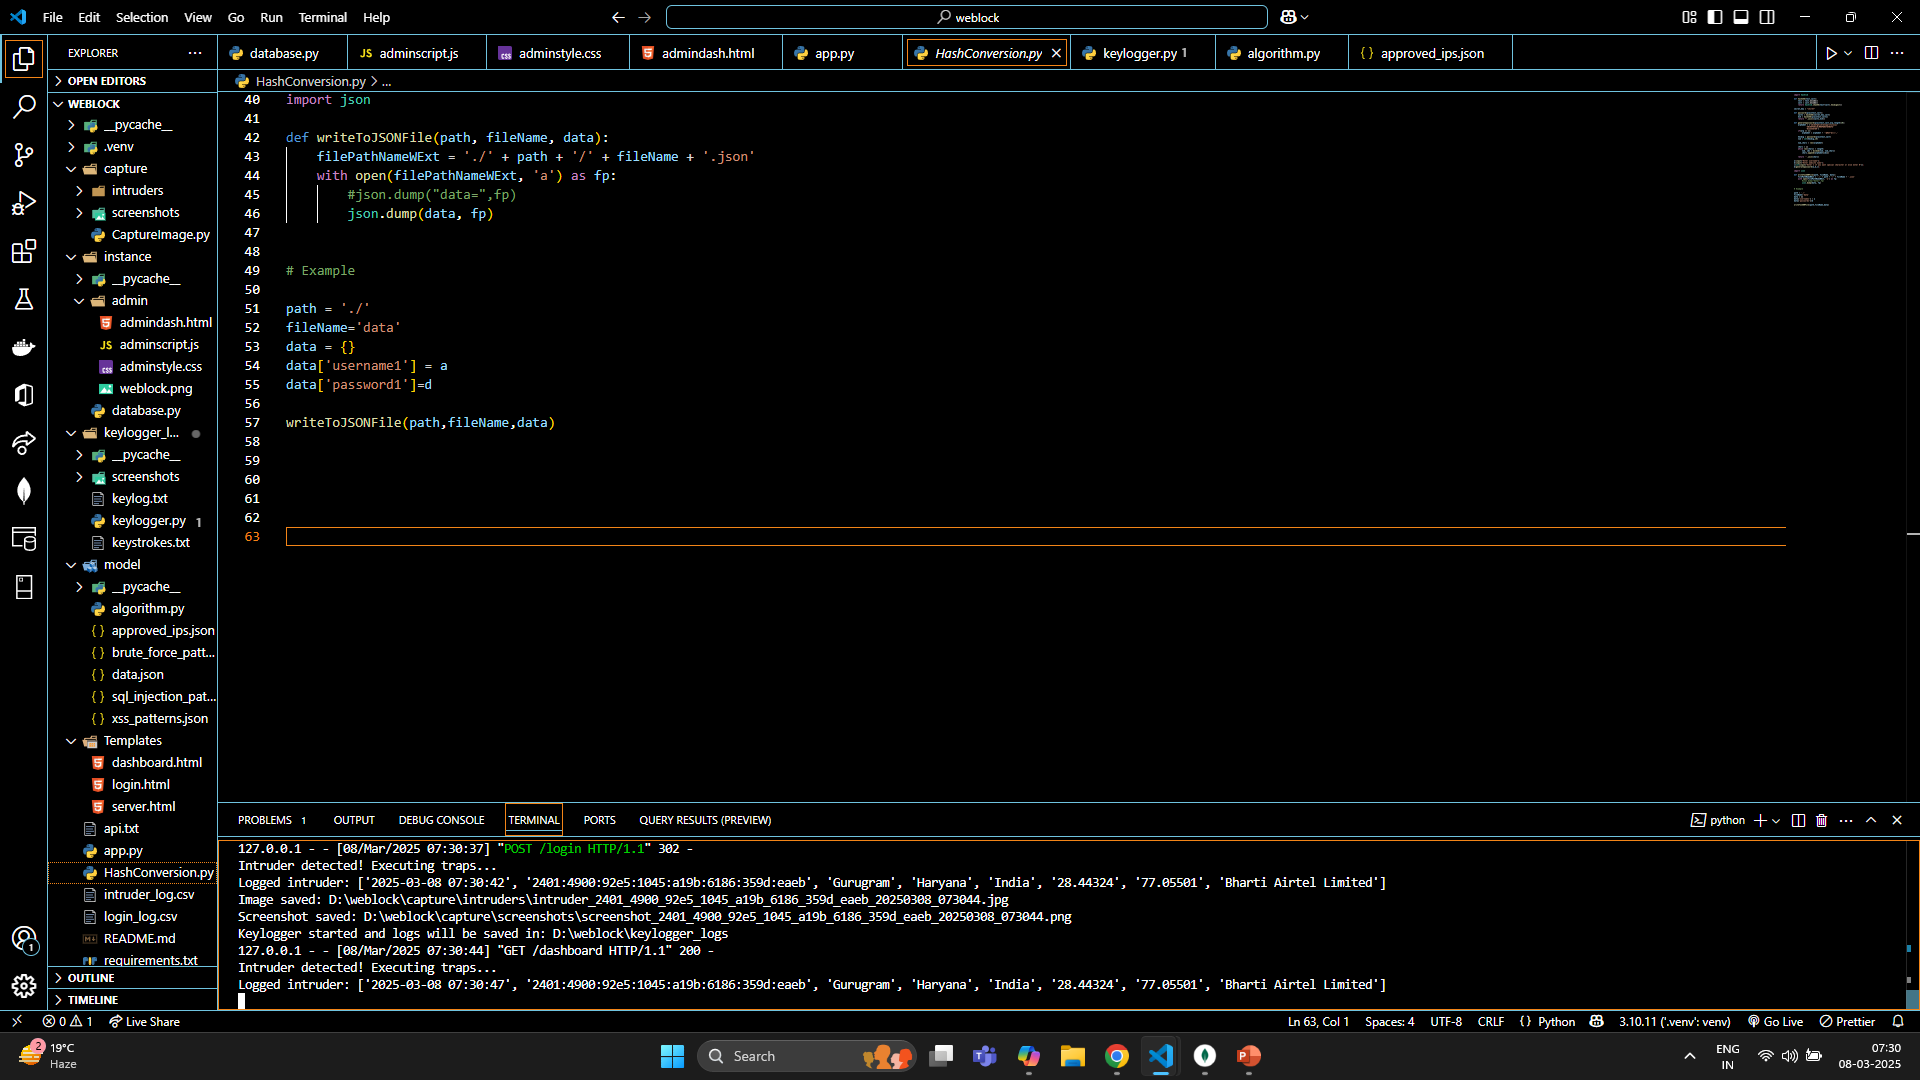 File Edit Selection View Go Run Terminal Help
weblock
EXPLORER
database.py
JS adminscript.js
css adminstyle.css
admindash.html
app.py
HashConversion.py
keylogger.py 1
algorithm.py
{ } approved_ips.json
OPEN EDITORS
WEBLOCK
__pycache__
.venv
capture
intruders
screenshots
CaptureImage.py
instance
__pycache__
admin
admindash.html
JS adminscript.js
adminstyle.css
weblock.png
database.py
keylogger_l...
__pycache__
screenshots
keylog.txt
keylogger.py 1
keystrokes.txt
model
__pycache__
algorithm.py
{ } approved_ips.json
{ } brute_force_patt...
{ } data.json
{ } sql_injection_pat...
{ } xss_patterns.json
Templates
dashboard.html
login.html
server.html
api.txt
app.py
HashConversion.py
intruder_log.csv
login_log.csv
README.md
requirements.txt
OUTLINE
TIMELINE
HashConversion.py > ...
40 import json
41
42 def writeToJSONFile(path, fileName, data):
43 filePathNameWExt = './' + path + '/' + fileName + '.json'
44 with open(filePathNameWExt, 'a') as fp:
45 #json.dump("data=",fp)
46 json.dump(data, fp)
47
48
49 # Example
50
51 path = './'
52 fileName='data'
53 data = {}
54 data['username1'] = a
55 data['password1']=d
56
57 writeToJSONFile(path,fileName,data)
58
59
60
61
62
63
PROBLEMS 1 OUTPUT DEBUG CONSOLE TERMINAL PORTS QUERY RESULTS (PREVIEW)
python
127.0.0.1 - - [08/Mar/2025 07:30:37] "POST /login HTTP/1.1" 302 -
Intruder detected! Executing traps...
Logged intruder: ['2025-03-08 07:30:42', '2401:4900:92e5:1045:a19b:6186:359d:eaeb', 'Gurugram', 'Haryana', 'India', '28.44324', '77.05501', 'Bharti Airtel Limited']
Image saved: D:\weblock\capture\intruders\intruder_2401_4900_92e5_1045_a19b_6186_359d_eaeb_20250308_073044.jpg
Screenshot saved: D:\weblock\capture\screenshots\screenshot_2401_4900_92e5_1045_a19b_6186_359d_eaeb_20250308_073044.png
Keylogger started and logs will be saved in: D:\weblock\keylogger_logs
127.0.0.1 - - [08/Mar/2025 07:30:44] "GET /dashboard HTTP/1.1" 200 -
Intruder detected! Executing traps...
Logged intruder: ['2025-03-08 07:30:47', '2401:4900:92e5:1045:a19b:6186:359d:eaeb', 'Gurugram', 'Haryana', 'India', '28.44324', '77.05501', 'Bharti Airtel Limited']
1
0 1 Live Share
Ln 63, Col 1 Spaces: 4 UTF-8 CRLF { } Python 3.10.11 ('.venv': venv) Go Live Prettier
2
19°C
Haze
Search
ENG
IN
07:30
08-03-2025